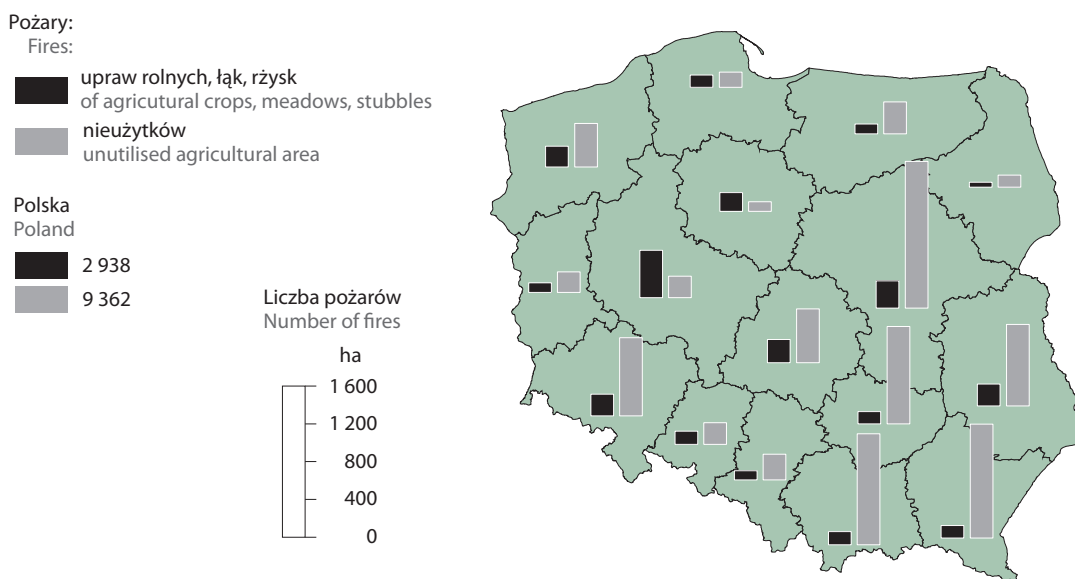 Pożary:
Fires:
upraw rolnych, łąk, rżysk
of agricutural crops, meadows, stubbles
nieużytków
unutilised agricultural area
Polska
Poland
2 938
9 362
Liczba pożarów
Number of fires
ha
1 600
1 200
800
400
0